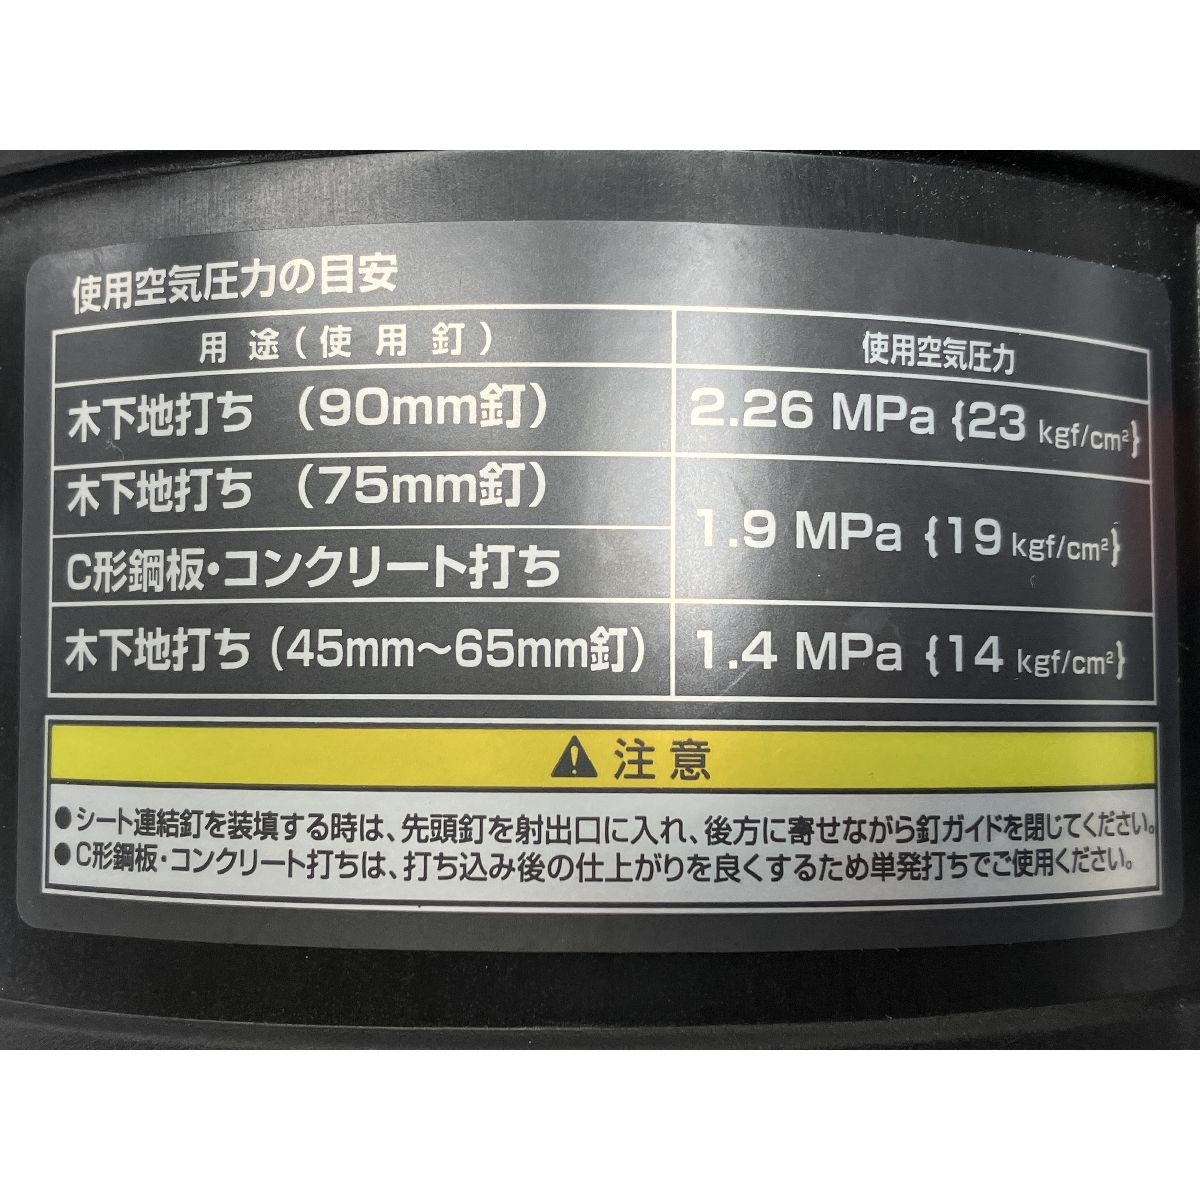 使用空気圧力の目安
用途(使用釘) 使用空気圧力
木下地打ち (90mm釘) 2.26 MPa {23 kgf/cm²}
木下地打ち (75mm釘)
1.9 MPa {19 kgf/cm²}
C形鋼板・コンクリート打ち
木下地打ち (45mm～65mm釘) 1.4 MPa {14 kgf/cm²}
注意
●シート連結釘を装填する時は、先頭釘を射出口に入れ、後方に寄せながら釘ガイドを閉じてください。
●C形鋼板・コンクリート打ちは、打ち込み後の仕上がりを良くするため単発打ちでご使用ください。